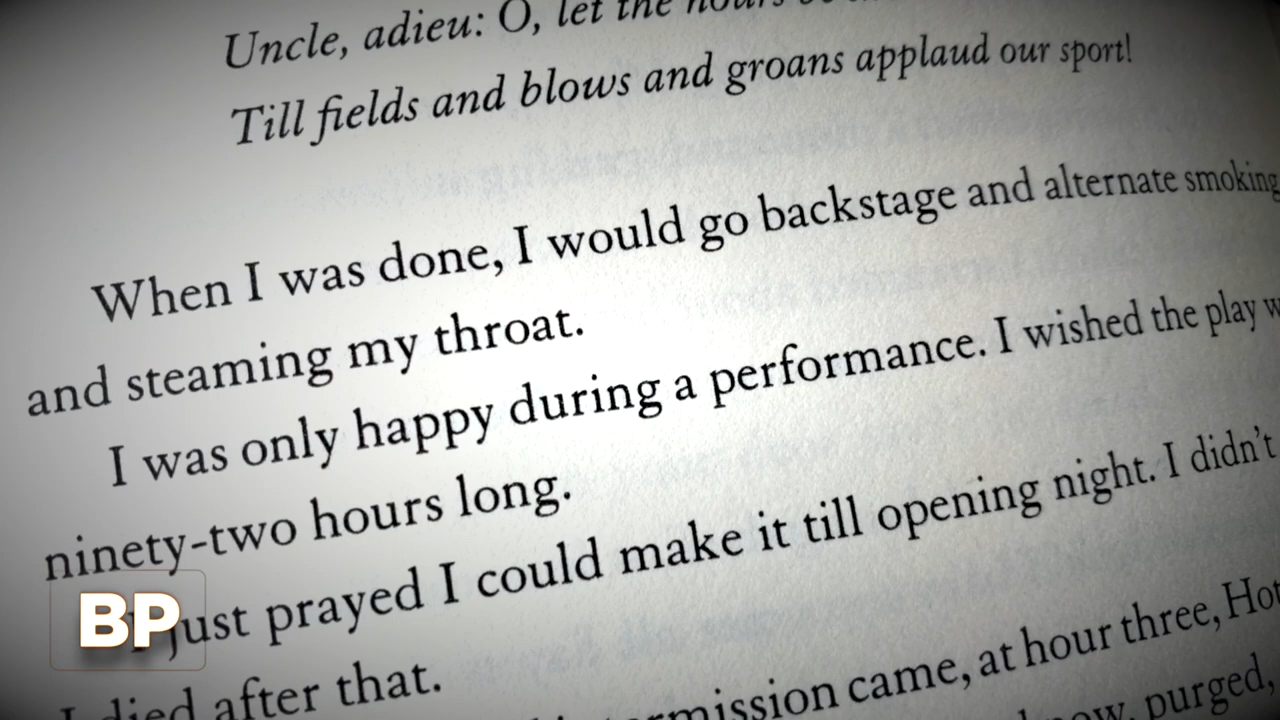 Uncle, adieu: O, let the hours
Till fields and blows and groans applaud our sport!
When I was done, I would go backstage and alternate smoking
and steaming my throat.
I was only happy during a performance. I wished the play
ninety-two hours long.
I just prayed I could make it till opening night. I didn't
I died after that.
came, at hour three,
purged,
BP